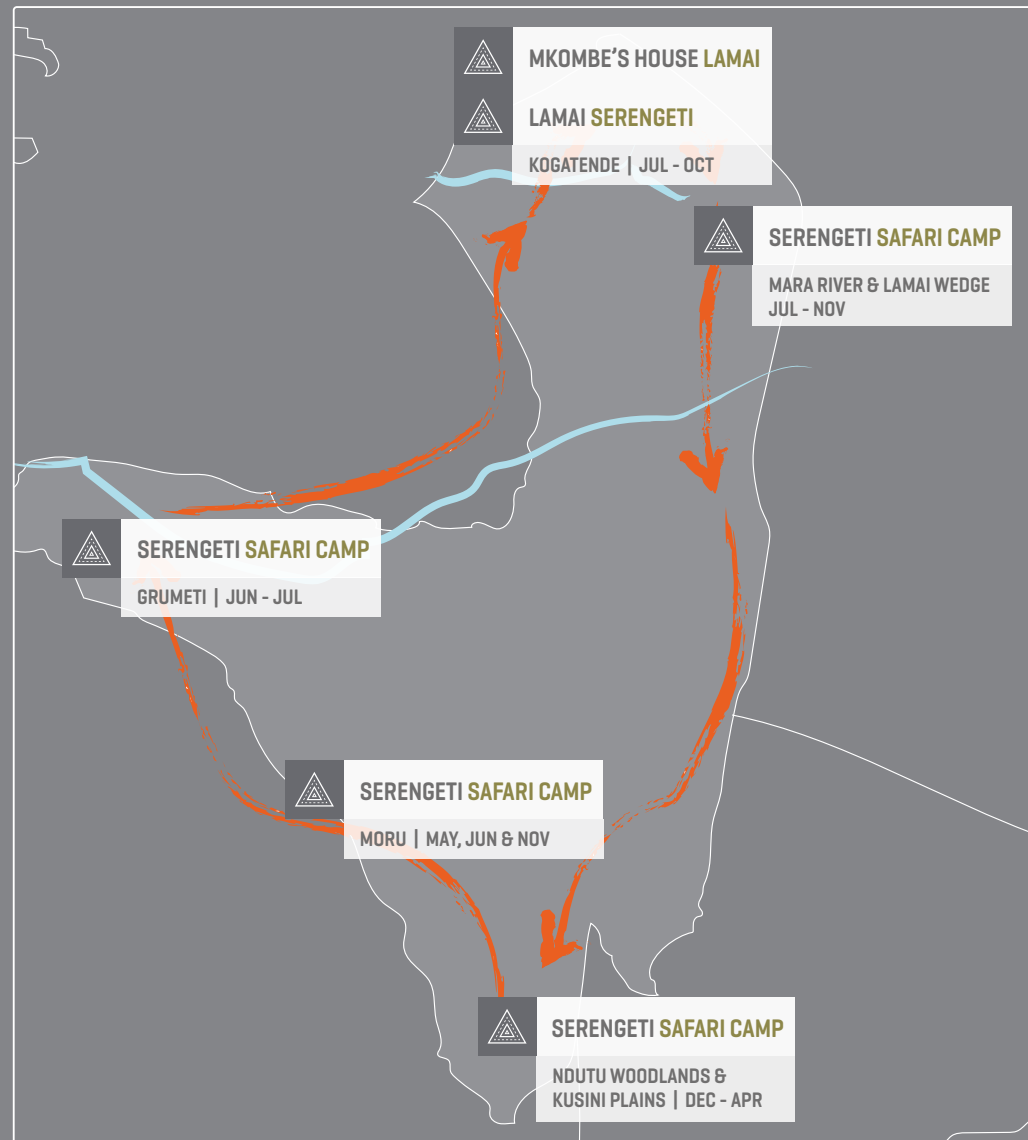 MKOMBE'S HOUSE LAMAI
LAMAI SERENGETI
KOGATENDE | JUL - OCT
SERENGETI SAFARI CAMP
MARA RIVER & LAMAI WEDGE
JUL - NOV
SERENGETI SAFARI CAMP
GRUMETI | JUN - JUL
SERENGETI SAFARI CAMP
MORU | MAY, JUN & NOV
SERENGETI SAFARI CAMP
NDUTU WOODLANDS &
KUSINI PLAINS | DEC - APR